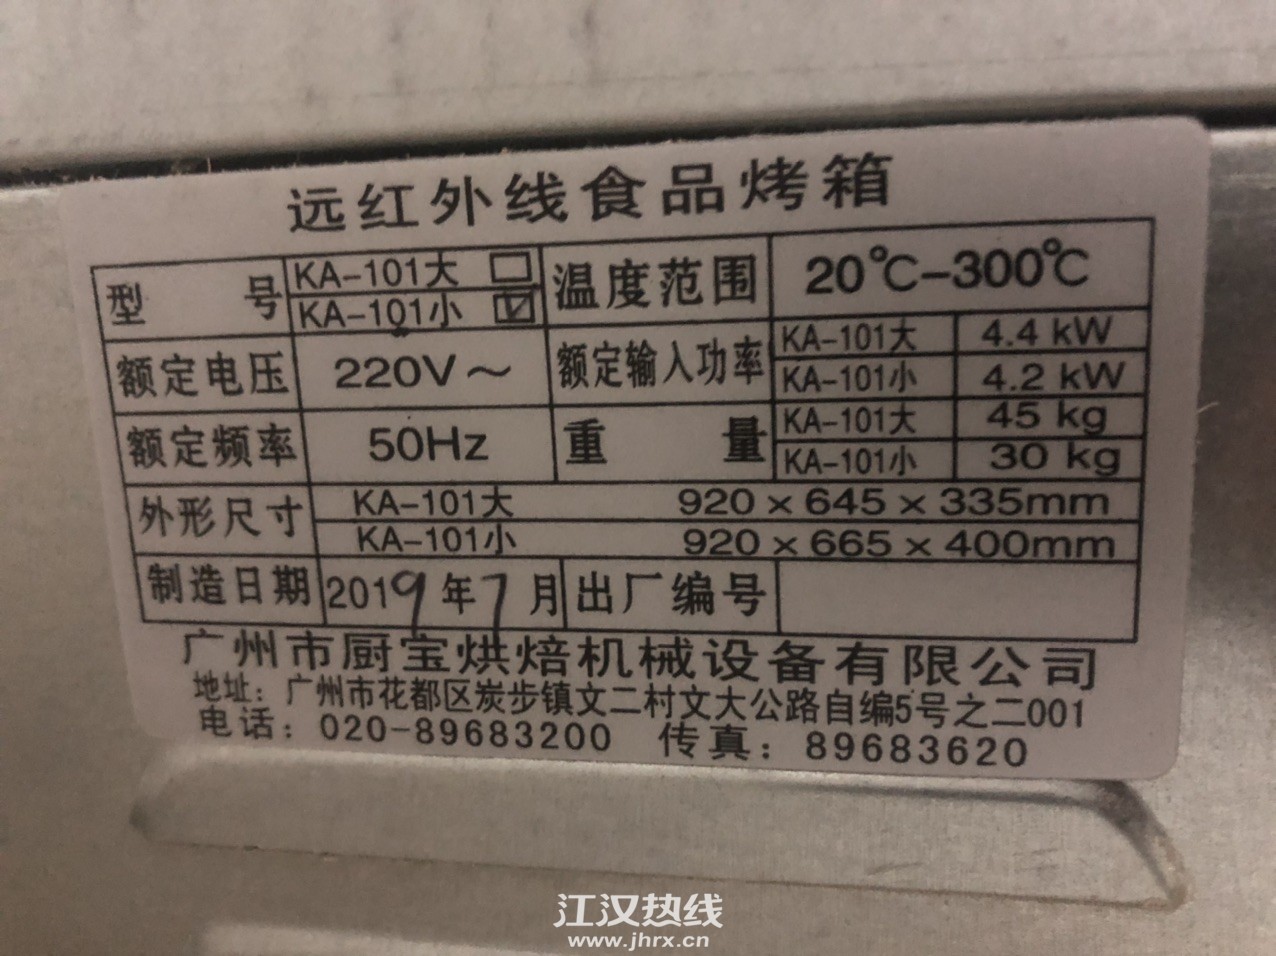 远红外线食品烤箱
型 号 KA-101大 □ 温度范围 20℃-300℃
KA-101小 ☑
额定电压 220V～ 额定输入功率 KA-101大 4.4 kW
KA-101小 4.2 kW
额定频率 50Hz 重 量 KA-101大 45 kg
KA-101小 30 kg
外形尺寸 KA-101大 920×645×335mm
KA-101小 920×665×400mm
制造日期 2019年7月 出厂编号
广州市厨宝烘焙机械设备有限公司
地址：广州市花都区炭步镇文二村文大公路自编5号之二001
电话：020-89683200 传真：89683620
江汉热线
www.jhrx.cn